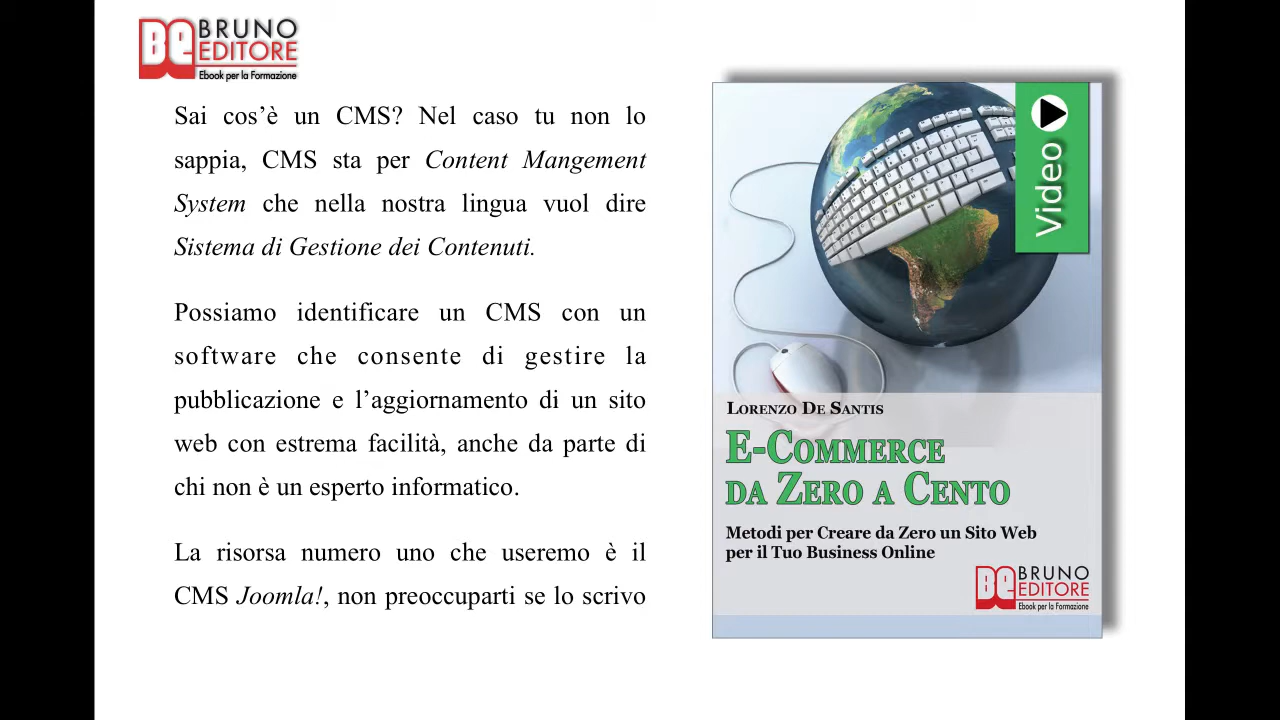 BRUNO
EDITORE
Ebook per la Formazione
Sai cos’è un CMS? Nel caso tu non lo
sappia, CMS sta per Content Mangement
System che nella nostra lingua vuol dire
Sistema di Gestione dei Contenuti.
Possiamo identificare un CMS con un
software che consente di gestire la
pubblicazione e l’aggiornamento di un sito
web con estrema facilità, anche da parte di
chi non è un esperto informatico.
La risorsa numero uno che useremo è il
CMS Joomla!, non preoccuparti se lo scrivo
Video
LORENZO DE SANTIS
E-COMMERCE
DA ZERO A CENTO
Metodi per Creare da Zero un Sito Web
per il Tuo Business Online
BRUNO
EDITORE
Ebook per la Formazione